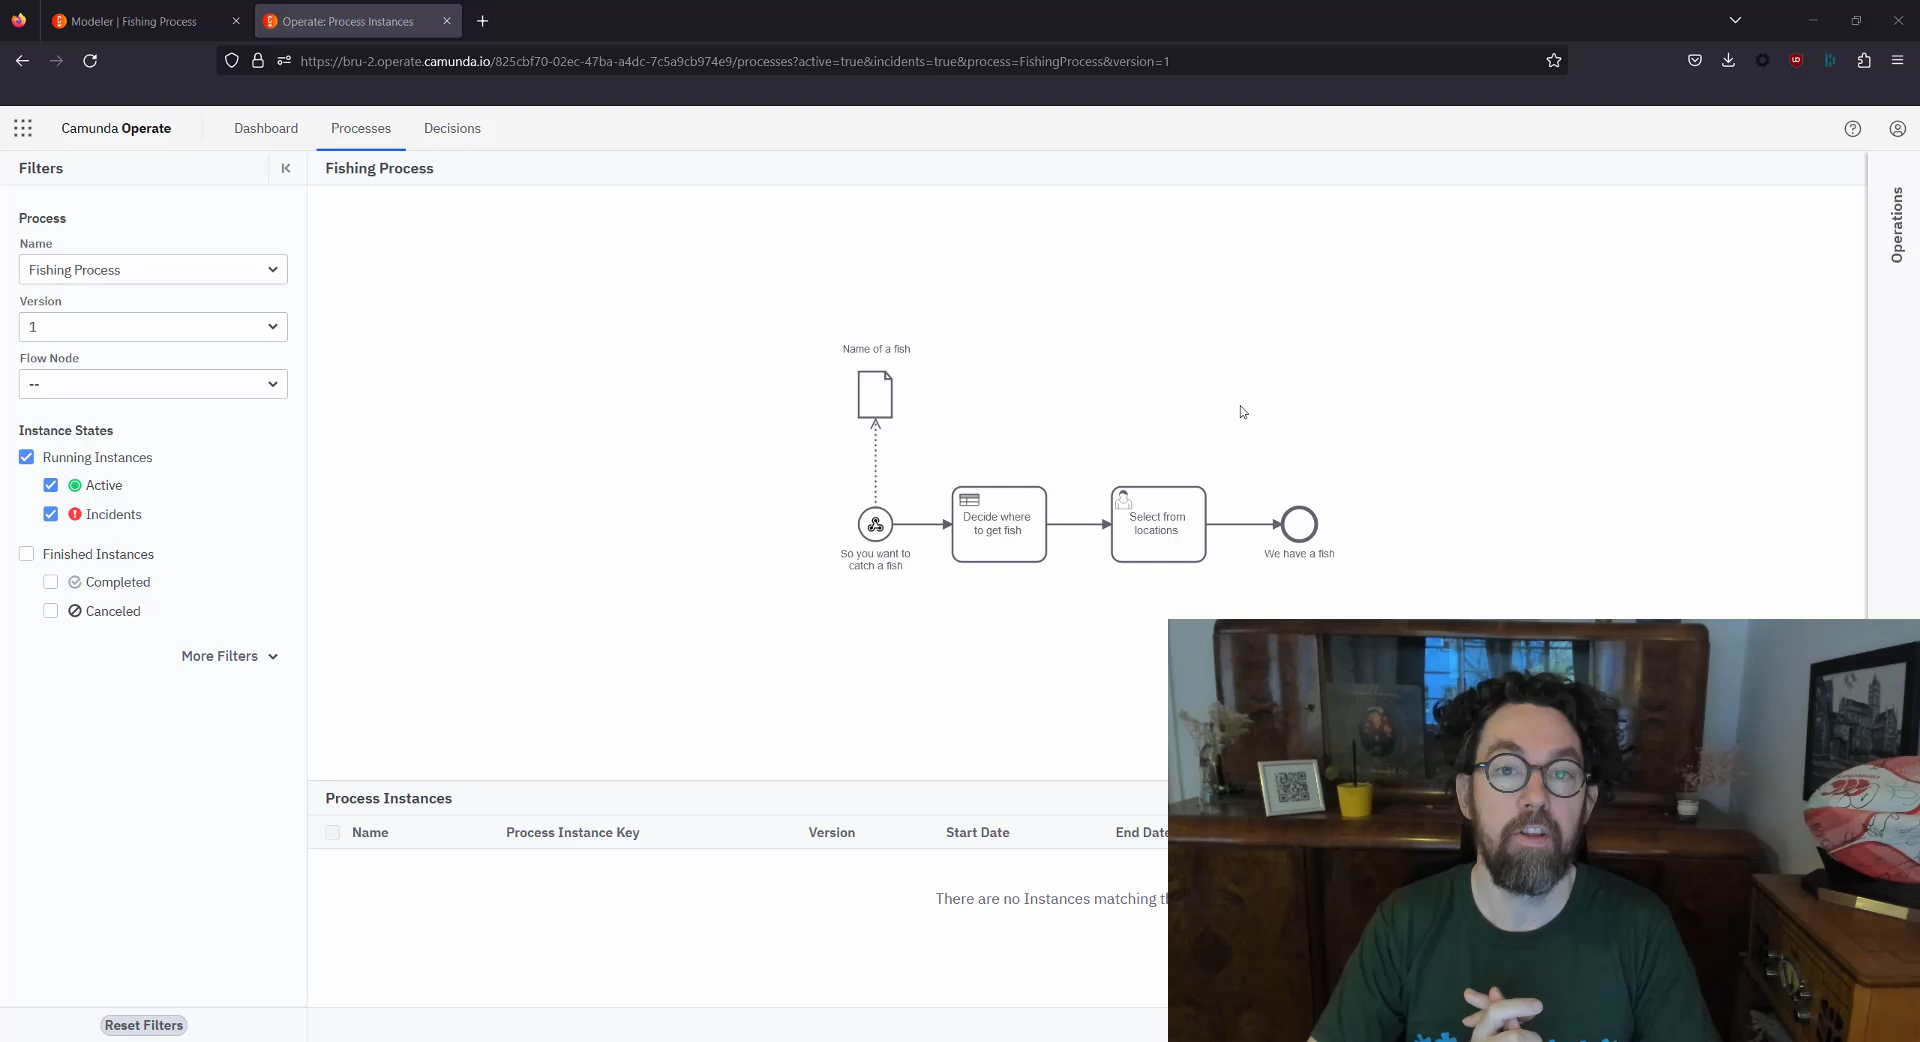 Modeler | Fishing Process
Operate: Process Instances
https://bru-2.operate.camunda.io/825cbf70-02ec-47ba-a4dc-7c5a9cb974e9/processes?active=true&incidents=true&process=FishingProcess&version=1
Camunda Operate
Dashboard
Processes
Decisions
Filters
Fishing Process
Operations
Process
Name
Fishing Process
Version
1
Flow Node
--
Instance States
Running Instances
Active
Incidents
Finished Instances
Completed
Canceled
More Filters
Reset Filters
Name of a fish
So you want to
catch a fish
Decide where
to get fish
Select from
locations
We have a fish
Process Instances
Name
Process Instance Key
Version
Start Date
End Date
There are no Instances matching